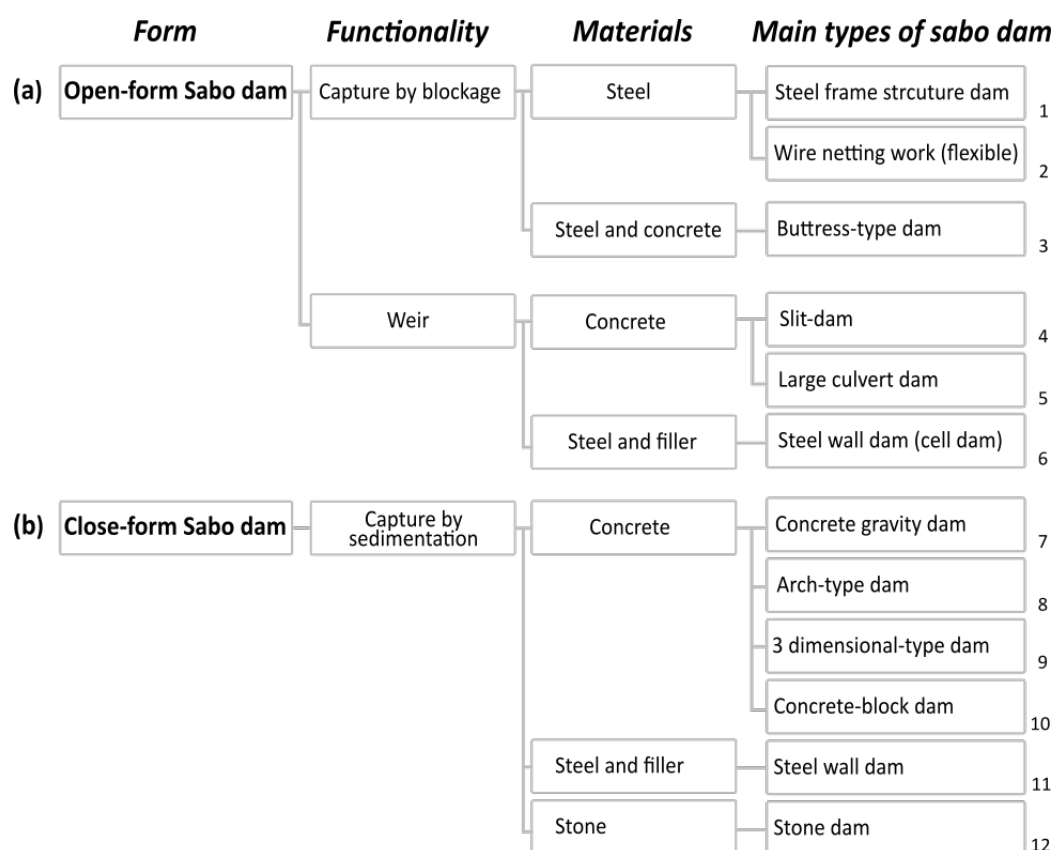 Form Functionality Materials Main types of sabo dam
(a) Open-form Sabo dam Capture by blockage Steel Steel frame strcuture dam 1
Wire netting work (flexible) 2
Steel and concrete Buttress-type dam 3
Weir Concrete Slit-dam 4
Large culvert dam 5
Steel and filler Steel wall dam (cell dam) 6
(b) Close-form Sabo dam Capture by
sedimentation Concrete Concrete gravity dam 7
Arch-type dam 8
3 dimensional-type dam 9
Concrete-block dam 10
Steel and filler Steel wall dam 11
Stone Stone dam 12